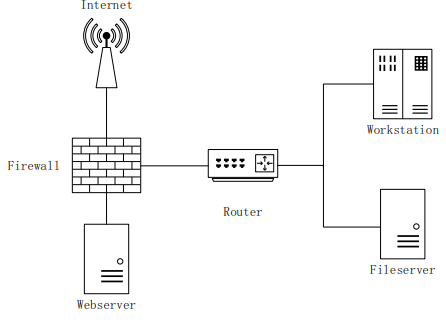 Internet
Workstation
Firewall
Router
Fileserver
Webserver